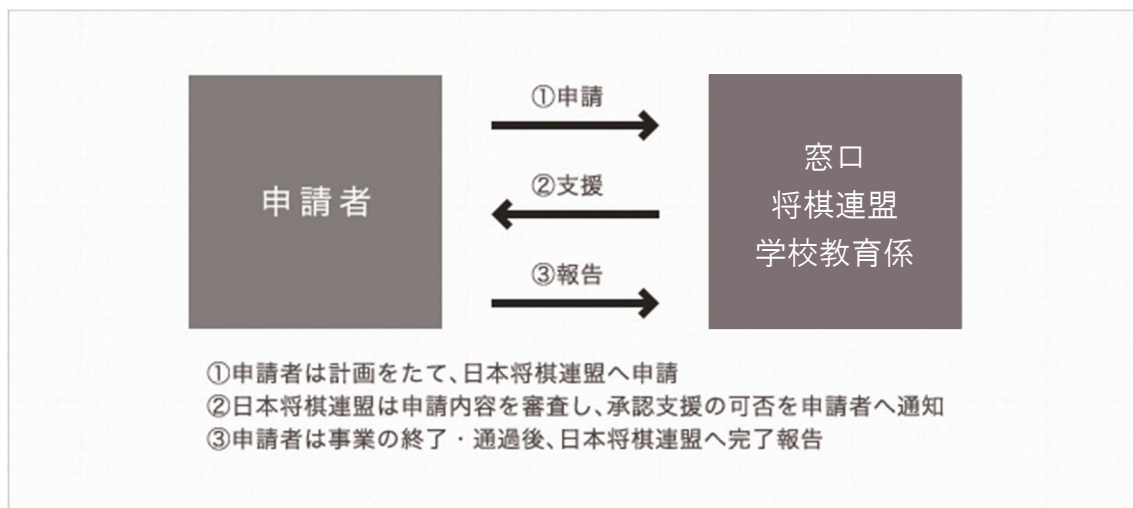 申請者
①申請
②支援
③報告
窓口
将棋連盟
学校教育係
①申請者は計画をたて、日本将棋連盟へ申請
②日本将棋連盟は申請内容を審査し、承認支援の可否を申請者へ通知
③申請者は事業の終了・通過後、日本将棋連盟へ完了報告